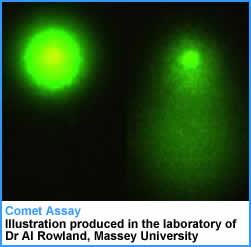 Comet Assay
Illustration produced in the laboratory of
Dr Al Rowland, Massey University